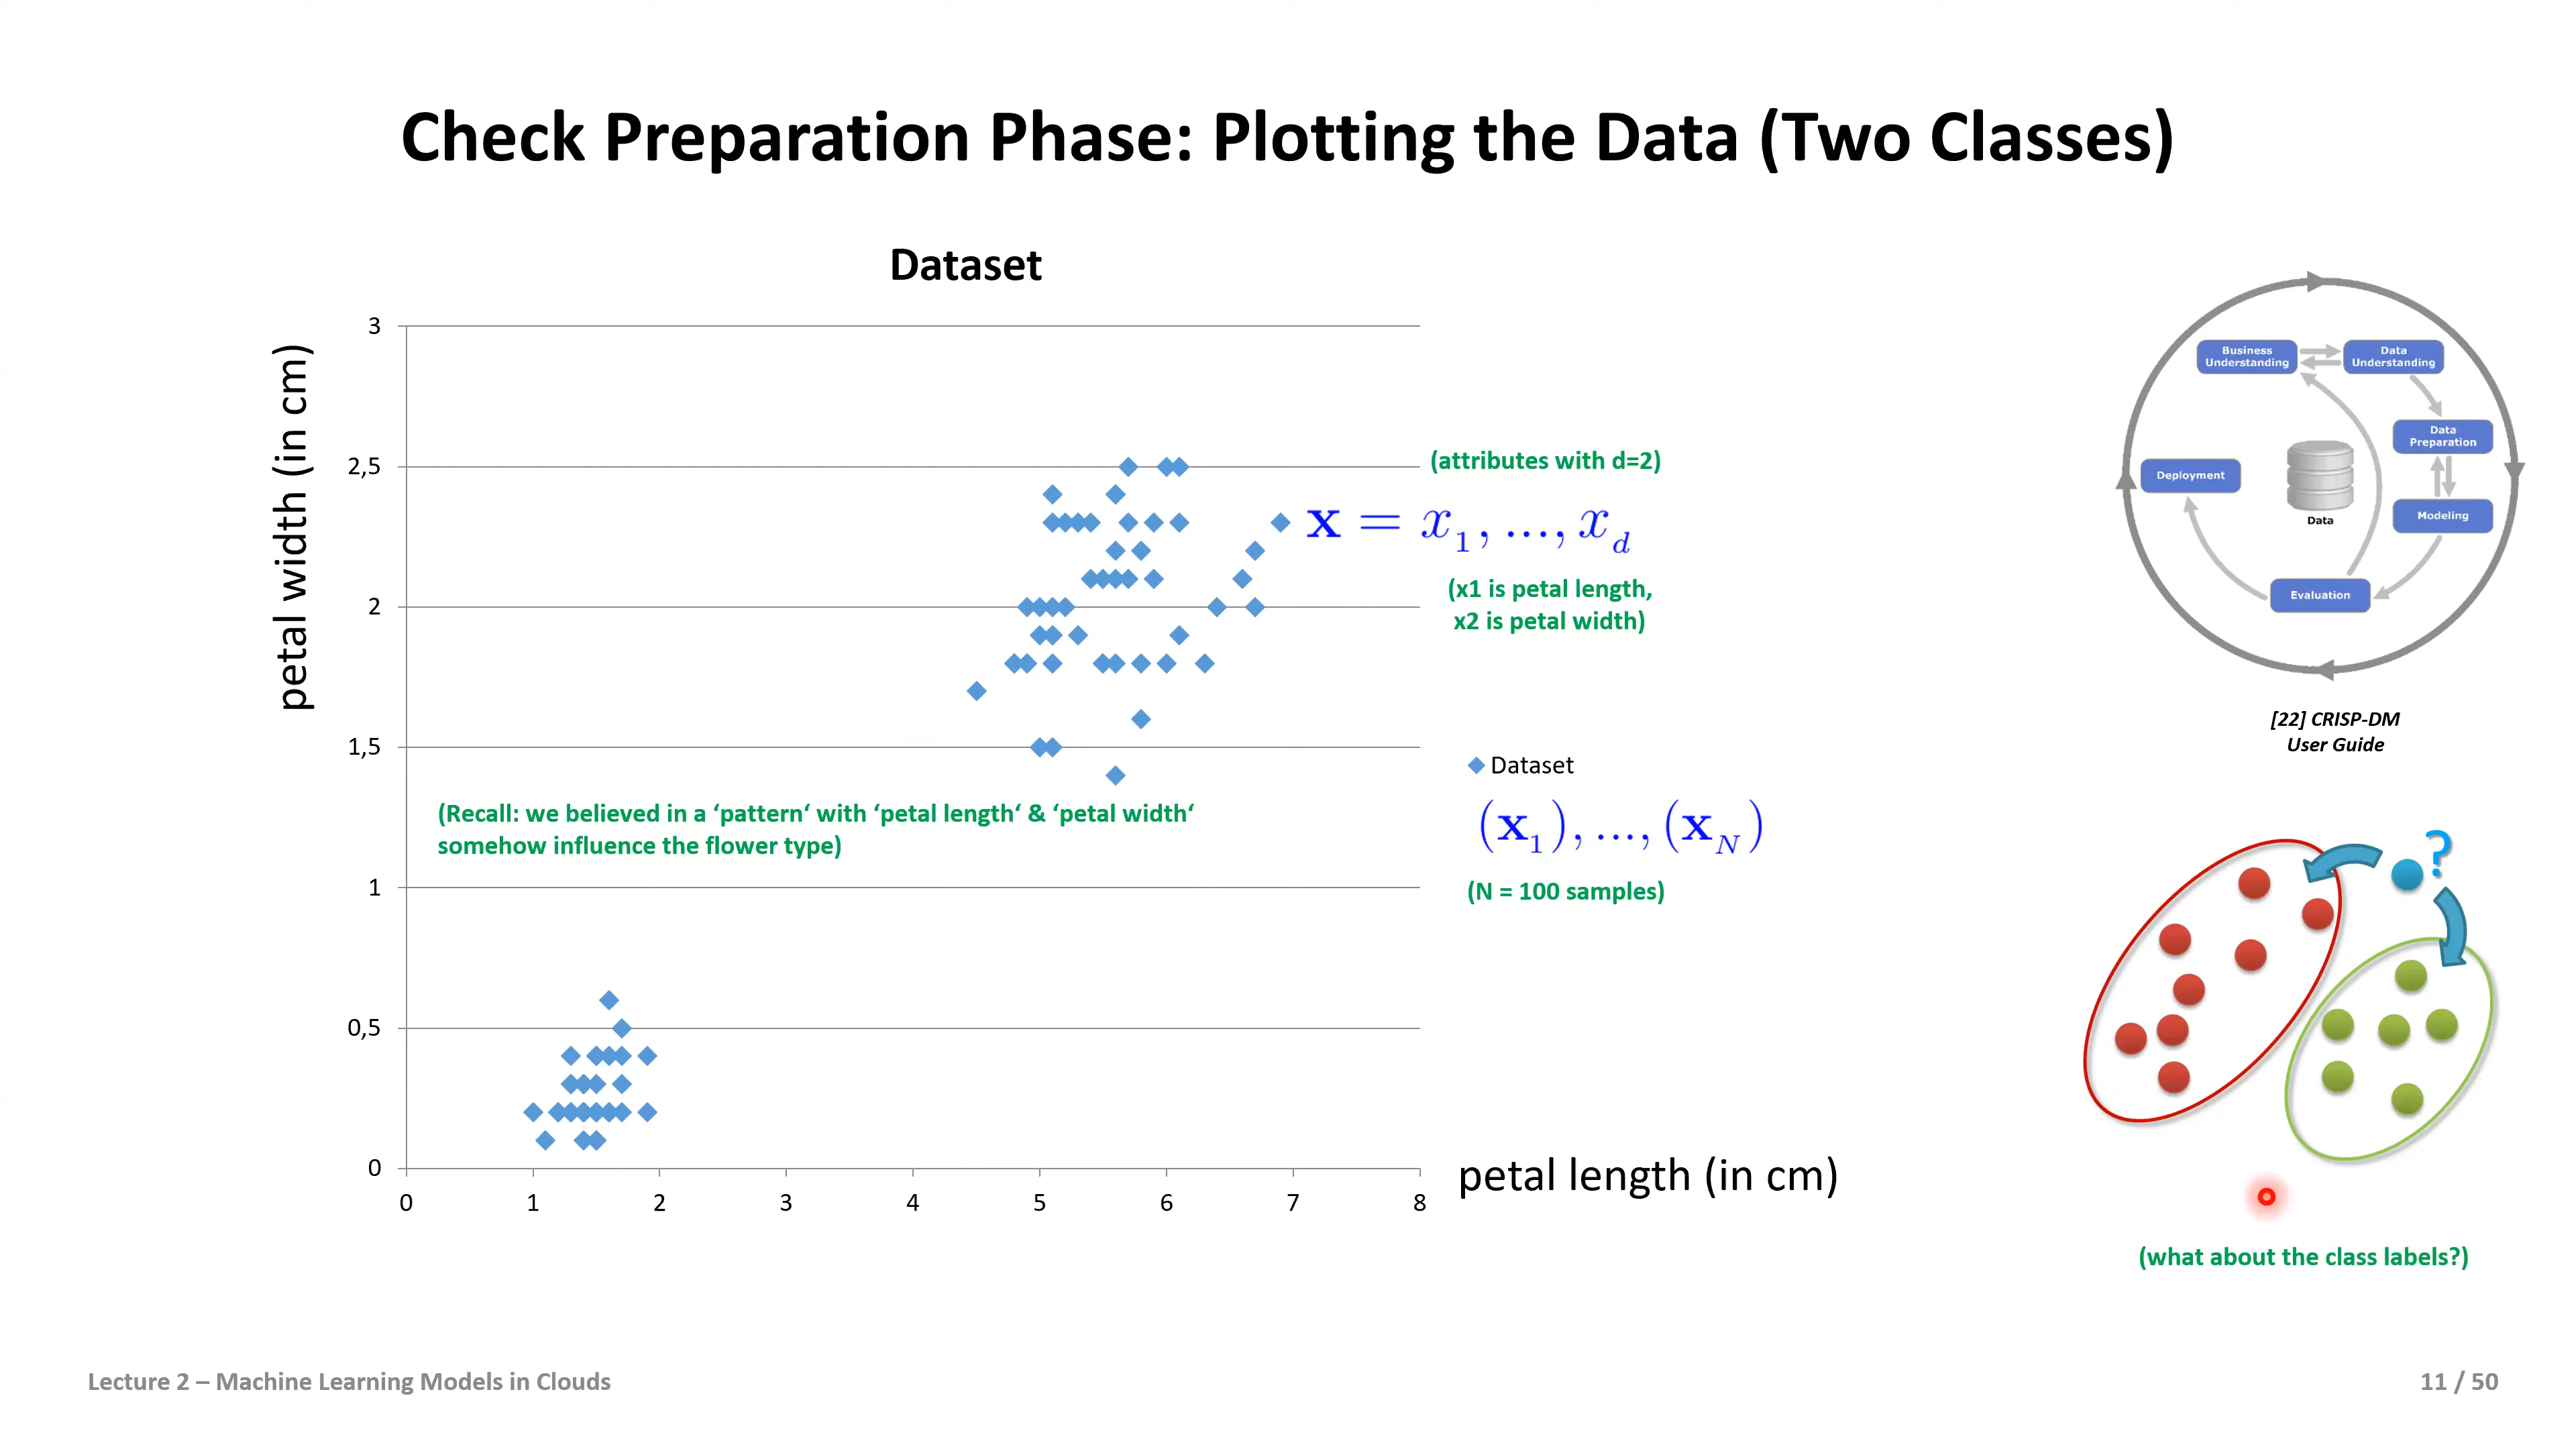 Check Preparation Phase: Plotting the Data (Two Classes)
Dataset
petal width (in cm)
3
2,5
2
1,5
1
0,5
0
0 1 2 3 4 5 6 7 8
petal length (in cm)
(attributes with d=2)
x = x1, ..., xd
(x1 is petal length,
x2 is petal width)
Dataset
(x1), ..., (xN)
(N = 100 samples)
(Recall: we believed in a ‘pattern‘ with ‘petal length‘ & ‘petal width‘
somehow influence the flower type)
Business
Understanding
Data
Understanding
Data
Preparation
Modeling
Evaluation
Deployment
Data
[22] CRISP-DM
User Guide
?
(what about the class labels?)
Lecture 2 – Machine Learning Models in Clouds
11 / 50